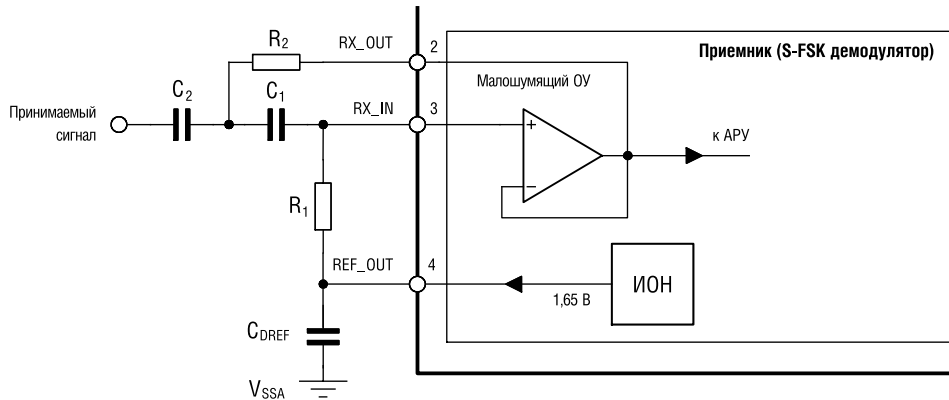 Приемник (S-FSK демодулятор)
R2
RX_OUT
2
Малошумящий ОУ
C2
C1
RX_IN
3
Принимаемый
сигнал
+
к АРУ
−
R1
REF_OUT
4
ИОН
1,65 В
CDREF
VSSA